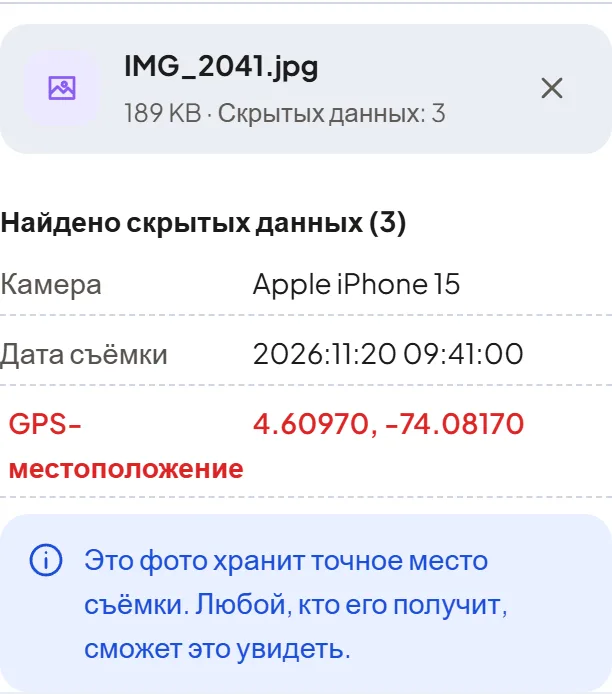 IMG_2041.jpg
189 KB · Скрытых данных: 3
Найдено скрытых данных (3)
Камера Apple iPhone 15
Дата съёмки 2026:11:20 09:41:00
GPS- 4.60970, -74.08170
местоположение
Это фото хранит точное место
съёмки. Любой, кто его получит,
сможет это увидеть.